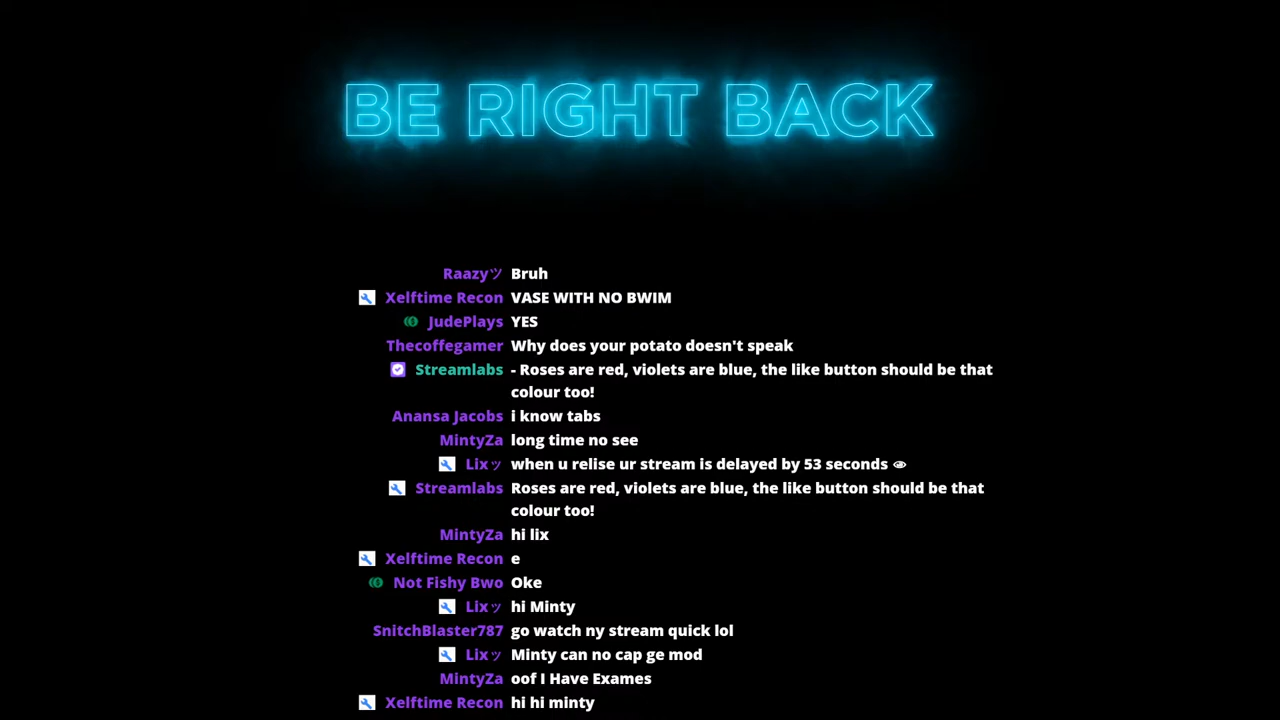 BE RIGHT BACK
Raazyツ Bruh
Xelftime Recon VASE WITH NO BWIM
JudePlays YES
Thecoffegamer Why does your potato doesn't speak
Streamlabs - Roses are red, violets are blue, the like button should be that
colour too!
Anansa Jacobs i know tabs
MintyZa long time no see
Lixッ when u relise ur stream is delayed by 53 seconds 👁
Streamlabs Roses are red, violets are blue, the like button should be that
colour too!
MintyZa hi lix
Xelftime Recon e
Not Fishy Bwo Oke
Lixッ hi Minty
SnitchBlaster787 go watch ny stream quick lol
Lixッ Minty can no cap ge mod
MintyZa oof I Have Exames
Xelftime Recon hi hi minty